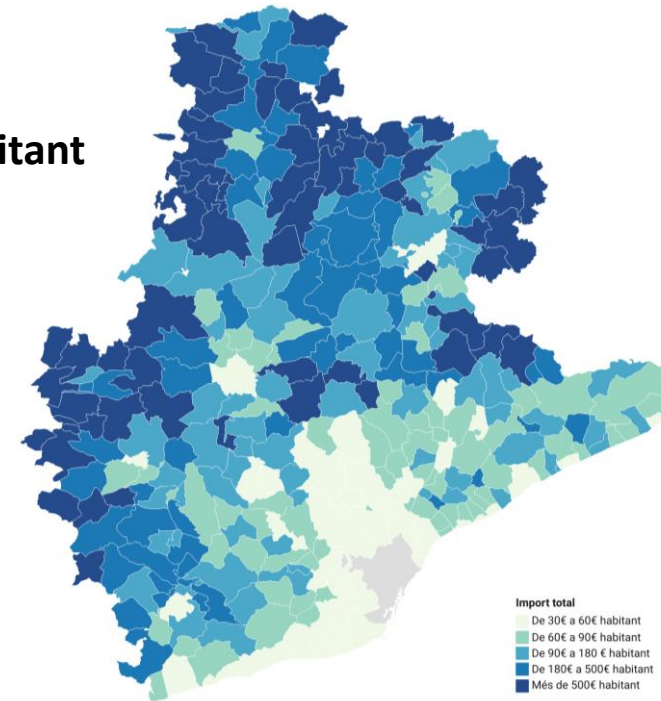 itant
Import total
De 30€ a 60€ habitant
De 60€ a 90€ habitant
De 90€ a 180 € habitant
De 180€ a 500€ habitant
Més de 500€ habitant